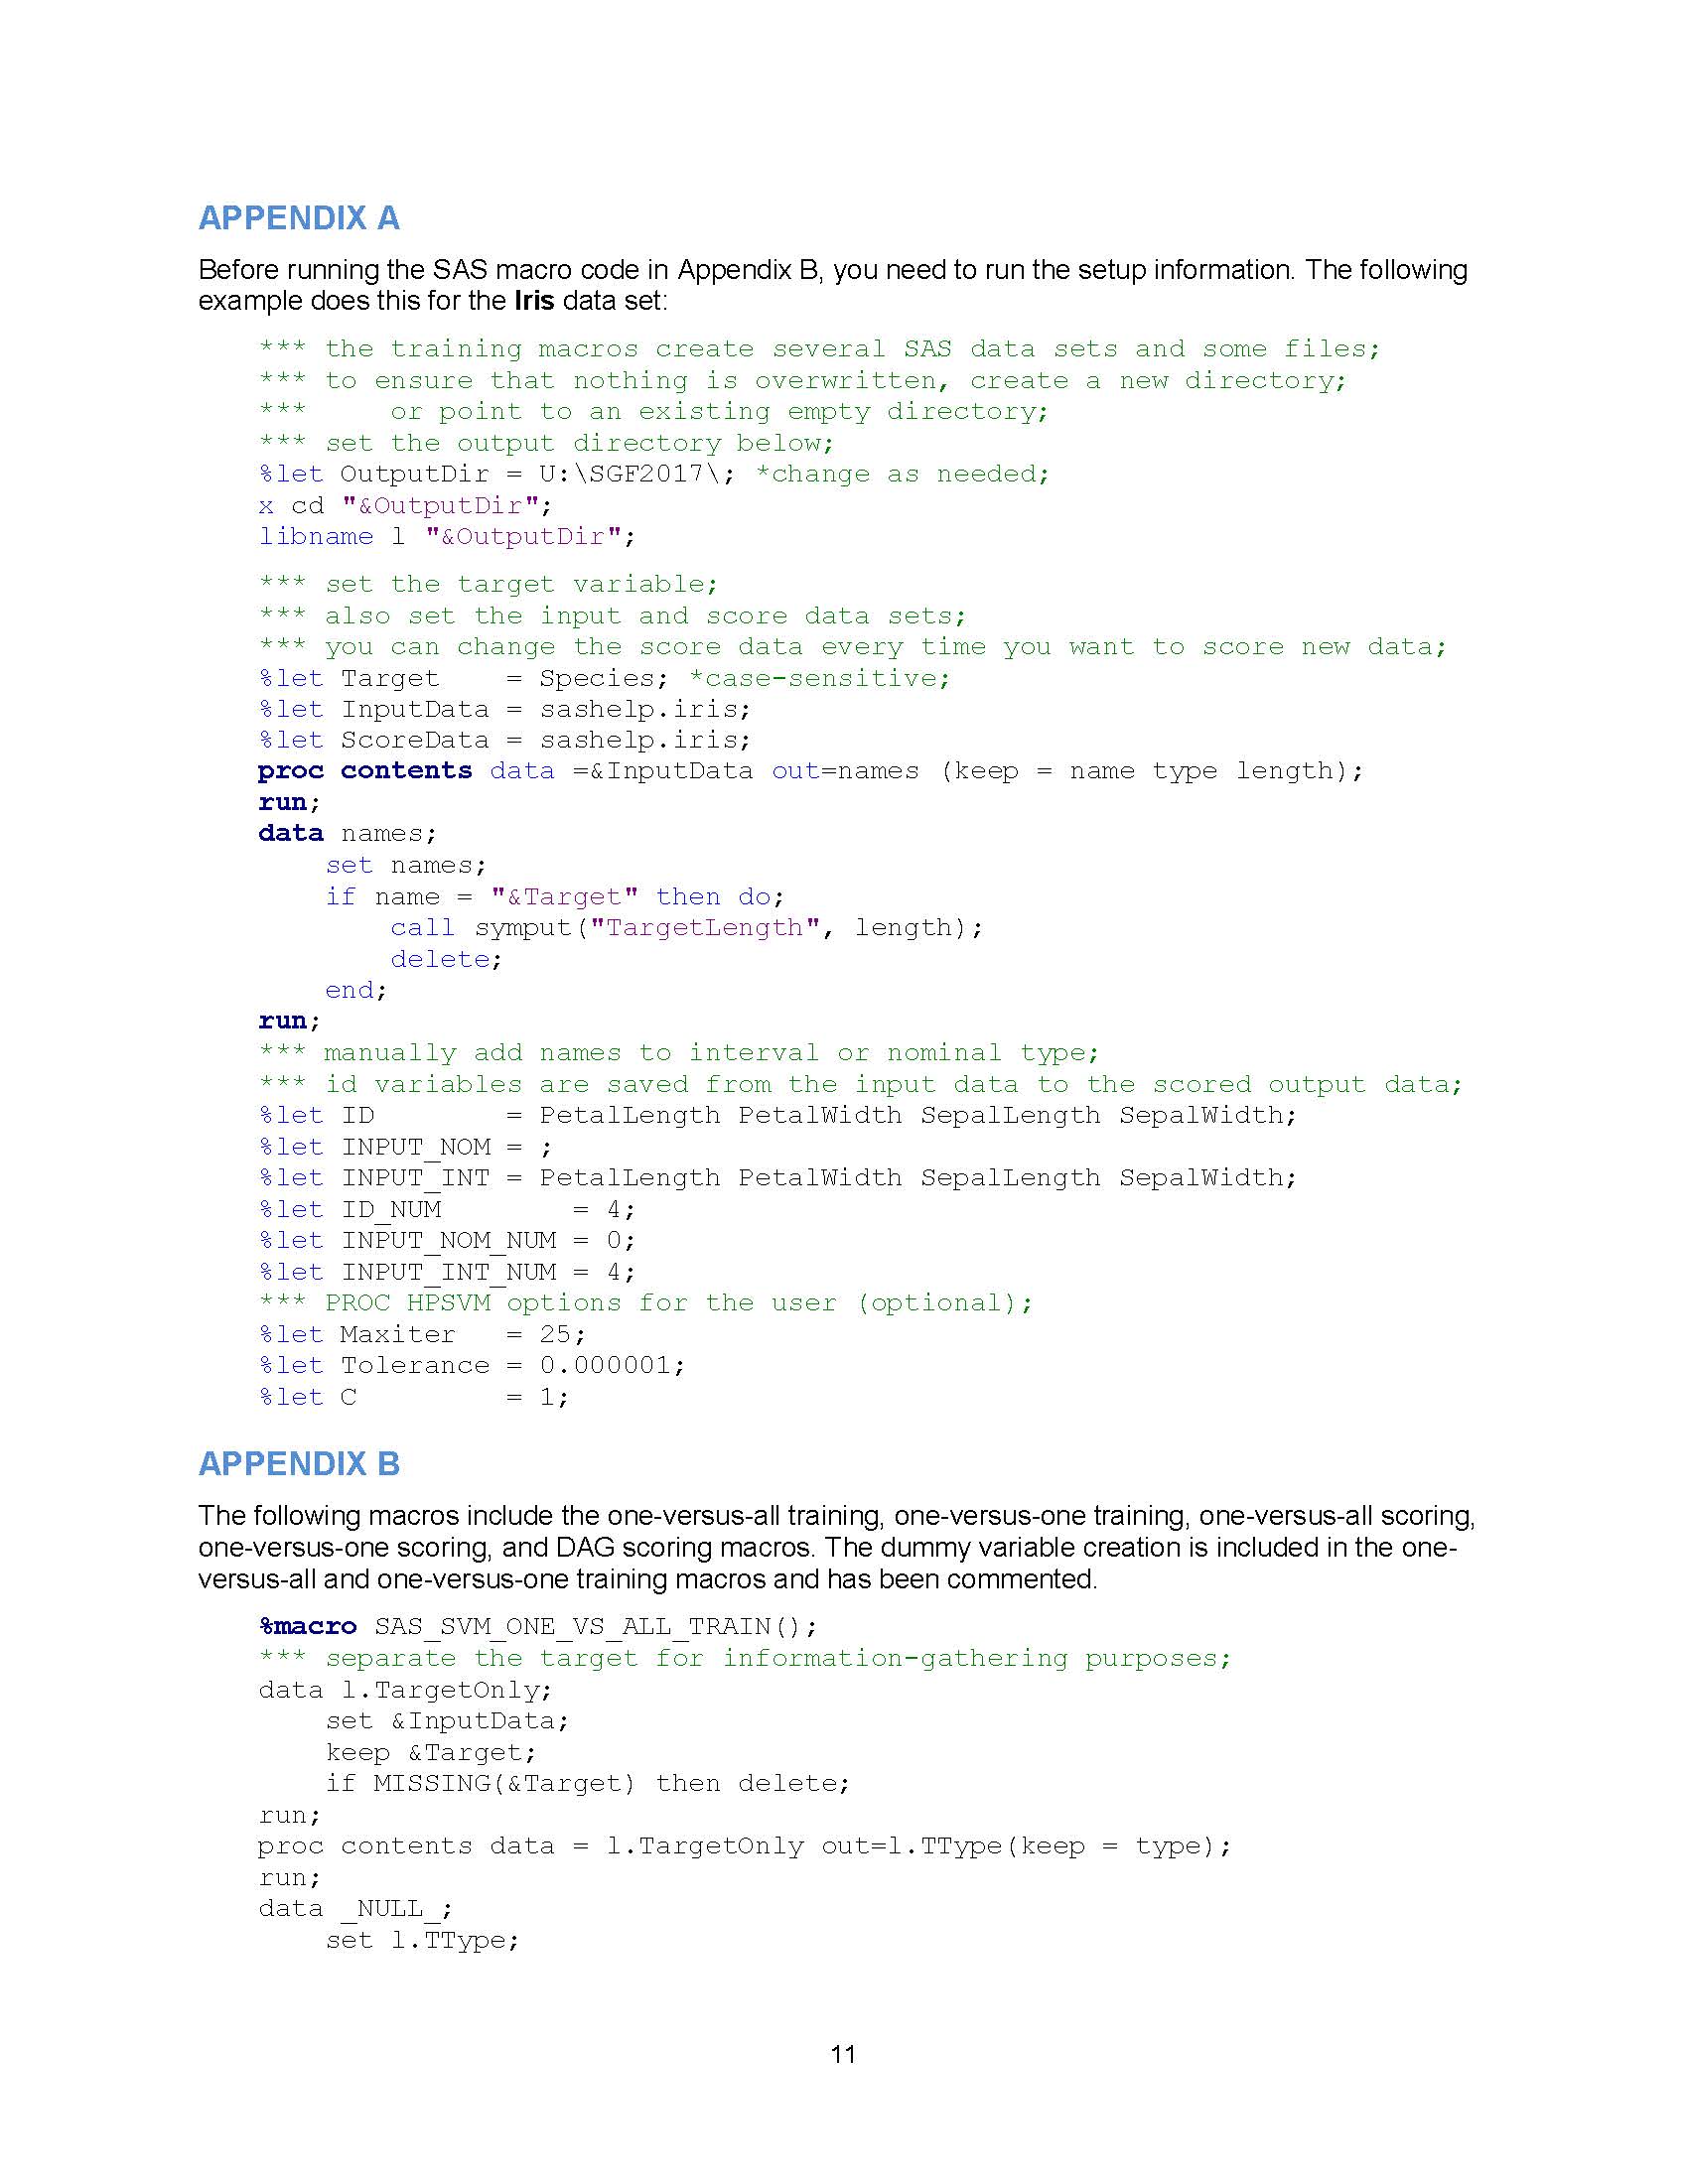 APPENDIX A
Before running the SAS macro code in Appendix B, you need to run the setup information. The following
example does this for the Iris data set:
*** the training macros create several SAS data sets and some files;
*** to ensure that nothing is overwritten, create a new directory;
***     or point to an existing empty directory;
*** set the output directory below;
%let OutputDir = U:\SGF2017\; *change as needed;
x cd "&OutputDir";
libname l "&OutputDir";
*** set the target variable;
*** also set the input and score data sets;
*** you can change the score data every time you want to score new data;
%let Target    = Species; *case-sensitive;
%let InputData = sashelp.iris;
%let ScoreData = sashelp.iris;
proc contents data =&InputData out=names (keep = name type length);
run;
data names;
    set names;
    if name = "&Target" then do;
        call symput("TargetLength", length);
        delete;
    end;
run;
*** manually add names to interval or nominal type;
*** id variables are saved from the input data to the scored output data;
%let ID        = PetalLength PetalWidth SepalLength SepalWidth;
%let INPUT_NOM = ;
%let INPUT_INT = PetalLength PetalWidth SepalLength SepalWidth;
%let ID_NUM        = 4;
%let INPUT_NOM_NUM = 0;
%let INPUT_INT_NUM = 4;
*** PROC HPSVM options for the user (optional);
%let Maxiter   = 25;
%let Tolerance = 0.000001;
%let C         = 1;
APPENDIX B
The following macros include the one-versus-all training, one-versus-one training, one-versus-all scoring,
one-versus-one scoring, and DAG scoring macros. The dummy variable creation is included in the one-
versus-all and one-versus-one training macros and has been commented.
%macro SAS_SVM_ONE_VS_ALL_TRAIN();
*** separate the target for information-gathering purposes;
data l.TargetOnly;
    set &InputData;
    keep &Target;
    if MISSING(&Target) then delete;
run;
proc contents data = l.TargetOnly out=l.TType(keep = type);
run;
data _NULL_;
    set l.TType;
11